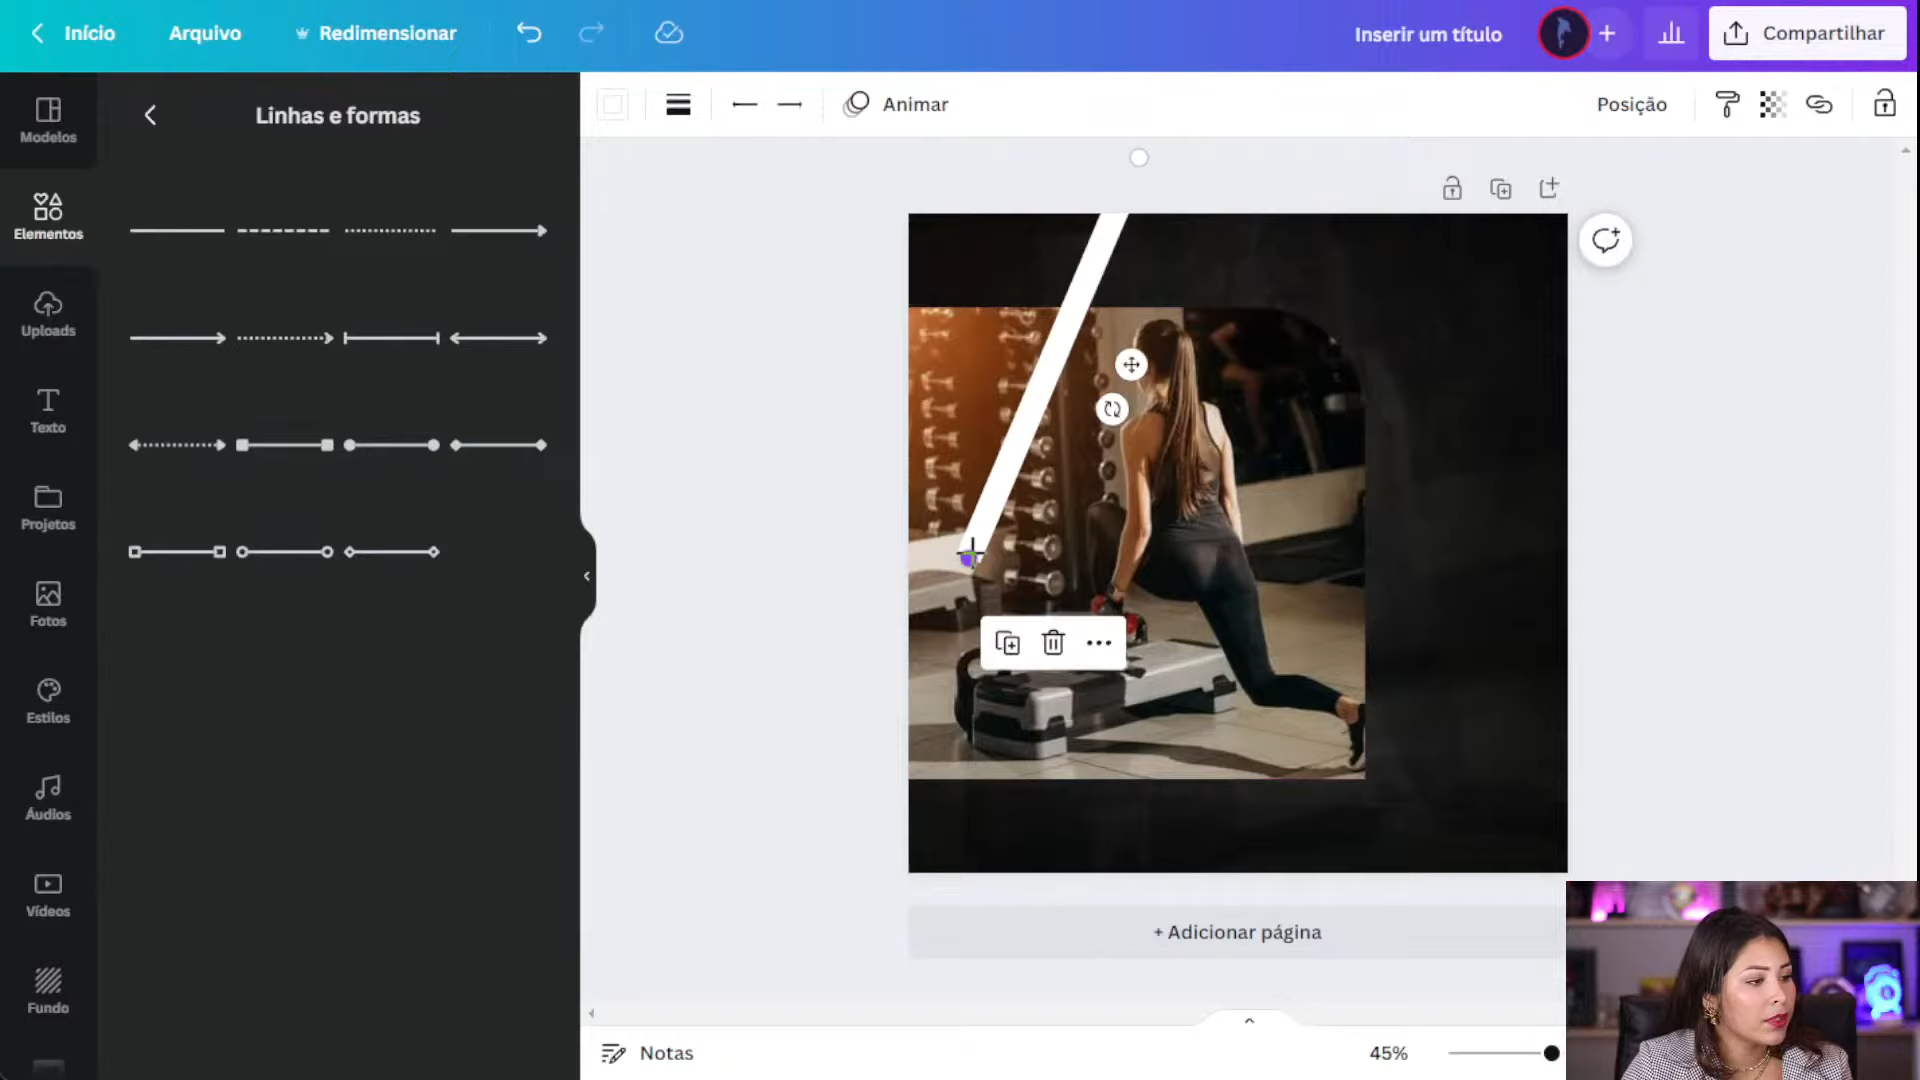 Início
Arquivo
Redimensionar
Inserir um título
Compartilhar
Modelos
Elementos
Uploads
Texto
Projetos
Fotos
Estilos
Áudios
Vídeos
Fundo
Linhas e formas
Animar
Posição
+ Adicionar página
Notas
45%